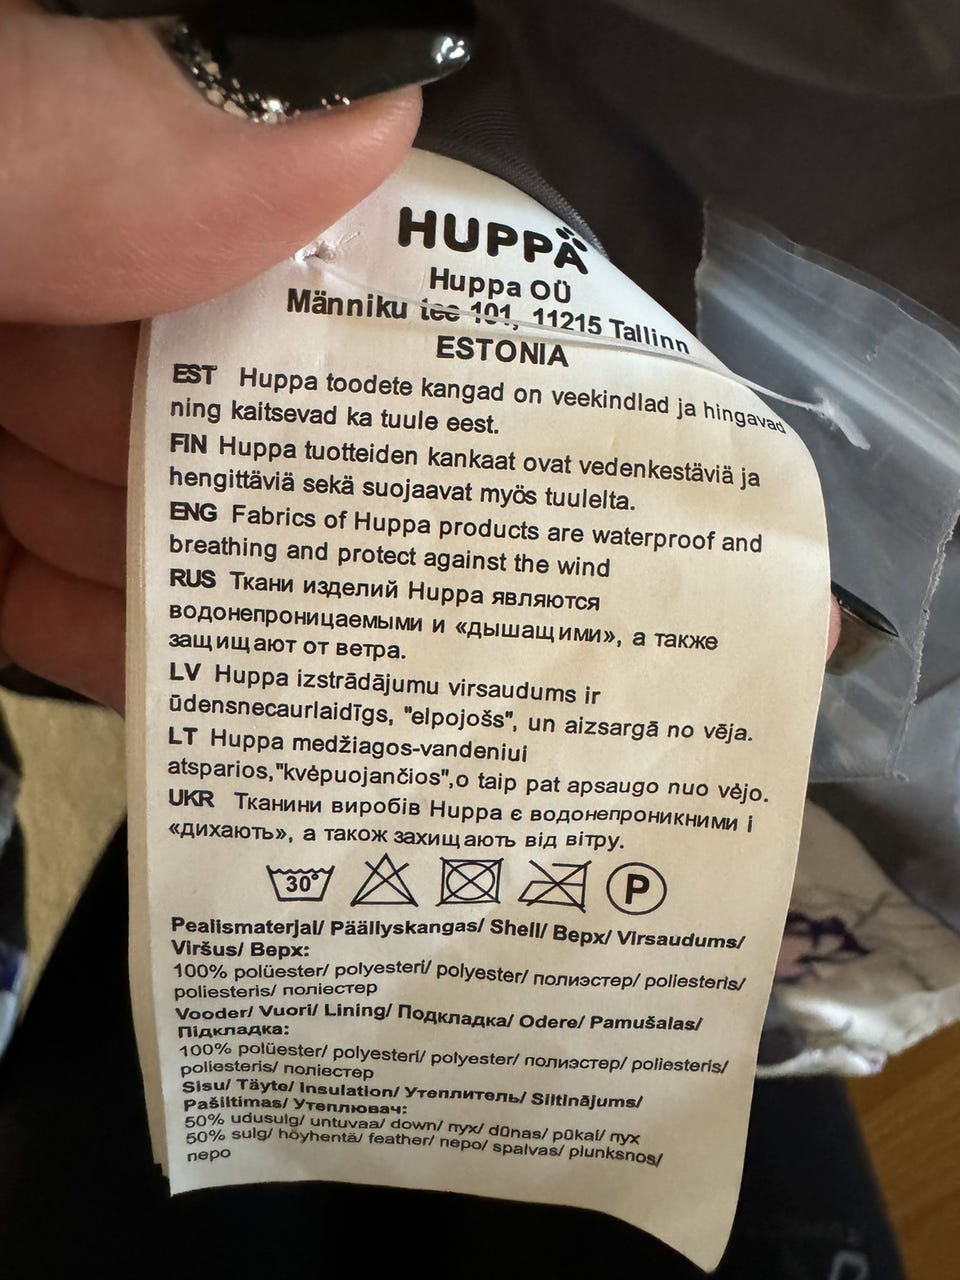 HUPPA
Huppa OÜ
Männiku tee 101, 11215 Tallinn
ESTONIA
EST Huppa toodete kangad on veekindlad ja hingavad
ning kaitsevad ka tuule eest.
FIN Huppa tuotteiden kankaat ovat vedenkestäviä ja
hengittäviä sekä suojaavat myös tuulelta.
ENG Fabrics of Huppa products are waterproof and
breathing and protect against the wind
RUS Ткани изделий Huppa являются
водонепроницаемыми и «дышащими», а также
защищают от ветра.
LV Huppa izstrādājumu virsaudums ir
ūdensnecaurlaidīgs, "elpojošs", un aizsargā no vēja.
LT Huppa medžiagos-vandeniui
atsparios,"kvėpuojančios",o taip pat apsaugo nuo vėjo.
UKR Тканини виробів Huppa є водонепроникними і
«дихають», а також захищають від вітру.
30° P
Pealismaterjal/ Päällyskangas/ Shell/ Верх/ Virsaudums/
Viršus/ Верх:
100% polüester/ polyesteri/ polyester/ полиэстер/ poliesteris/
poliesteris/ поліестер
Vooder/ Vuori/ Lining/ Подкладка/ Odere/ Pamušalas/
Підкладка:
100% polüester/ polyesteri/ polyester/ полиэстер/ poliesteris/
poliesteris/ поліестер
Sisu/ Täyte/ Insulation/ Утеплитель/ Siltinājums/
Pašiltimas/ Утеплювач:
50% udusulg/ untuvaa/ down/ пух/ dūnas/ pūkai/ пух
50% sulg/ höyhentä/ feather/ перо/ spalvas/ plunksnos/
перо